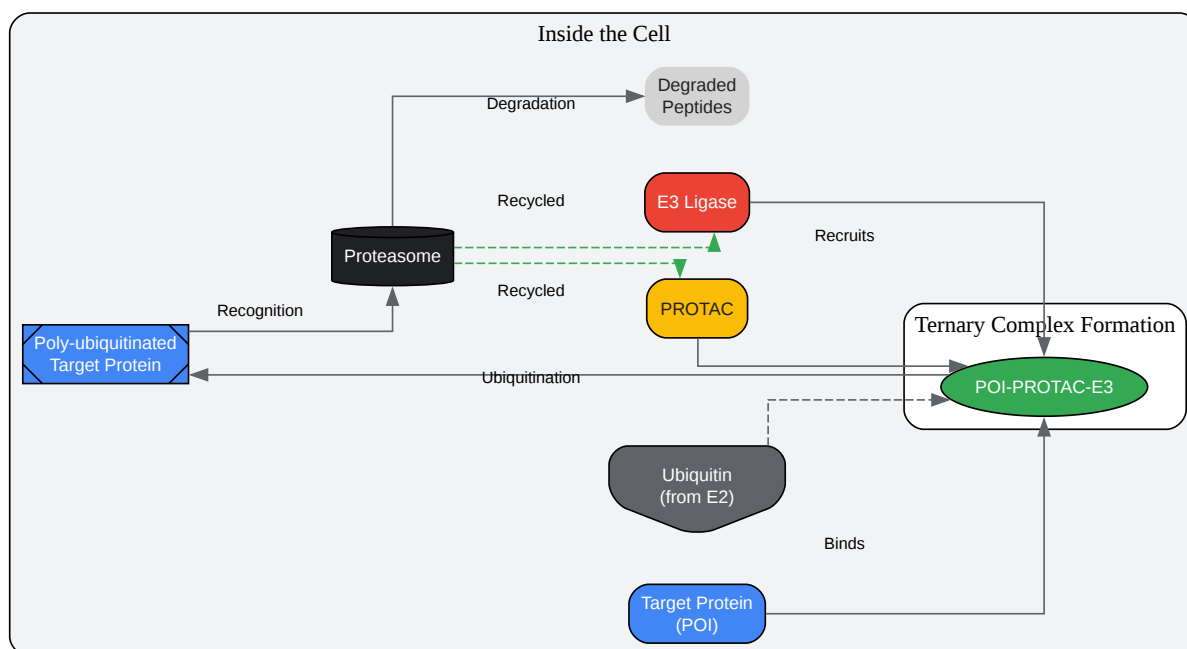 Inside the Cell
Degraded
Peptides
Degradation
Recycled
E3 Ligase
Recruits
Proteasome
Recycled
PROTAC
Recognition
Ternary Complex Formation
Poly-ubiquitinated
Target Protein
Ubiquitination
POI-PROTAC-E3
Ubiquitin
(from E2)
Binds
Target Protein
(POI)